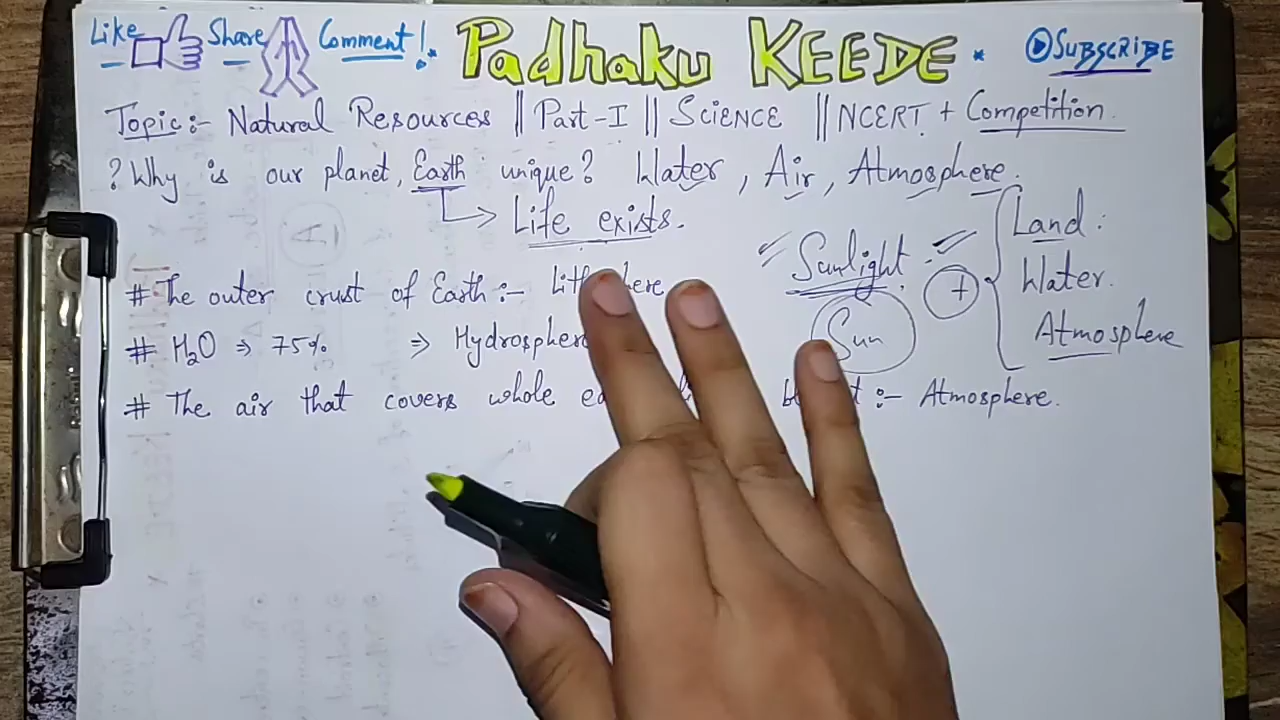 Like Share Comment! Padhaku KEEDE SUBSCRIBE
Topic:- Natural Resources || Part-I || SCIENCE || NCERT + Competition.
? Why is our planet, Earth unique? Water, Air, Atmosphere.
Life exists.
Sunlight.
Sun
+
Land:
Water.
Atmosphere
# The outer crust of Earth:-
# H2O ⇒ 75% ⇒ Hydrosphere
# The air that covers whole :- Atmosphere.